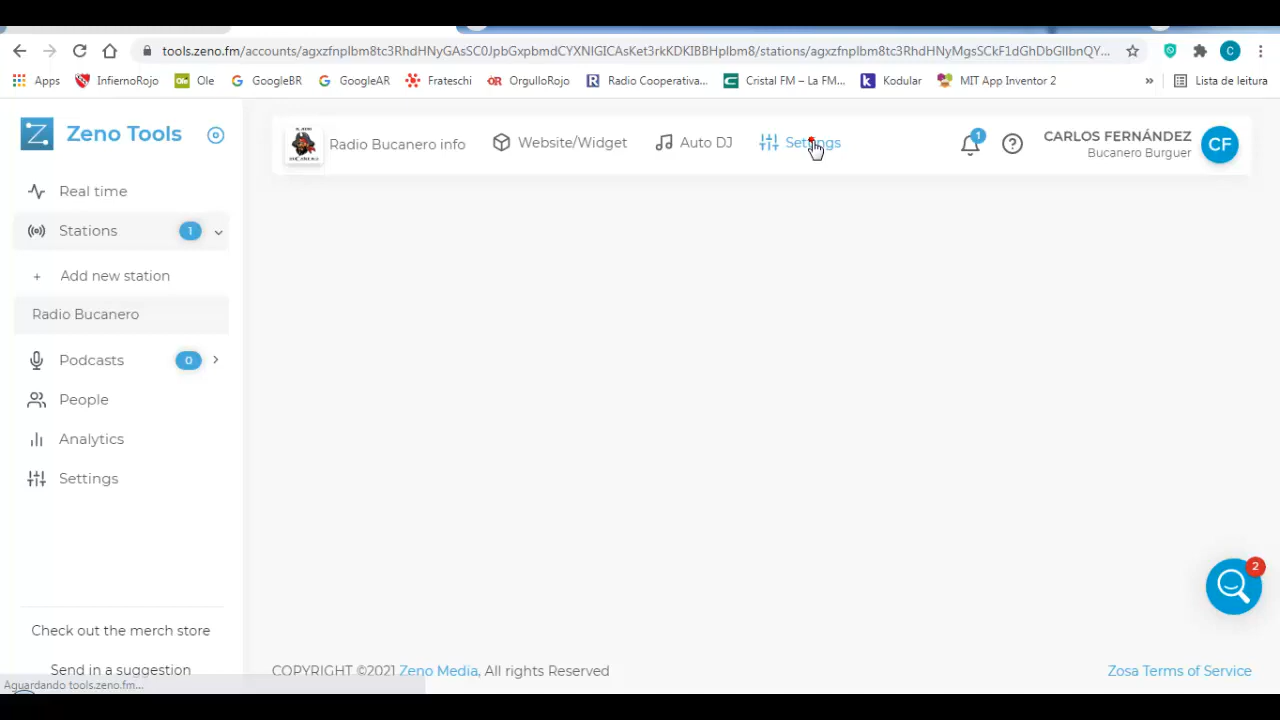 tools.zeno.fm/accounts/agxzfnplbm8tc3RhdHNyGAsSC0JpbGxpbmdCYXNlGICAsKet3rkKDKIBBHplbm8/stations/agxzfnplbm8tc3RhdHNyMgsSCkF1dGhDbGllbnQY...
Apps
InfiernoRojo
Ole
GoogleBR
GoogleAR
Frateschi
OrgulloRojo
Radio Cooperativa...
Cristal FM – La FM...
Kodular
MIT App Inventor 2
»
Lista de leitura
C
Zeno Tools
Radio Bucanero info
Website/Widget
Auto DJ
Settings
1
CARLOS FERNÁNDEZ
Bucanero Burguer
CF
Real time
Stations 1
+ Add new station
Radio Bucanero
Podcasts 0
People
Analytics
Settings
2
Check out the merch store
Send in a suggestion
COPYRIGHT ©2021 Zeno Media, All rights Reserved
Zosa Terms of Service
Aguardando tools.zeno.fm...